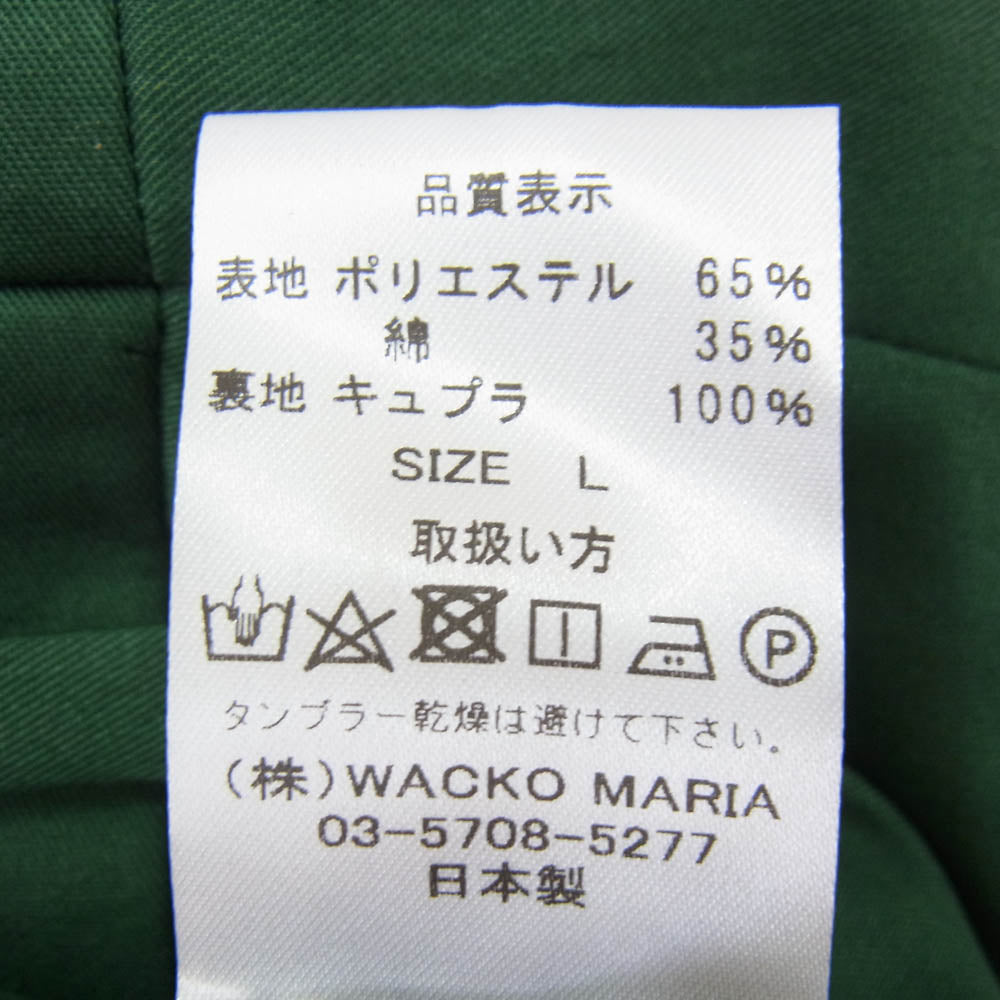 品質表示
表地 ポリエステル 65%
綿 35%
裏地 キュプラ 100%
SIZE L
取扱い方
P
タンブラー乾燥は避けて下さい。
(株)WACKO MARIA
03-5708-5277
日本製